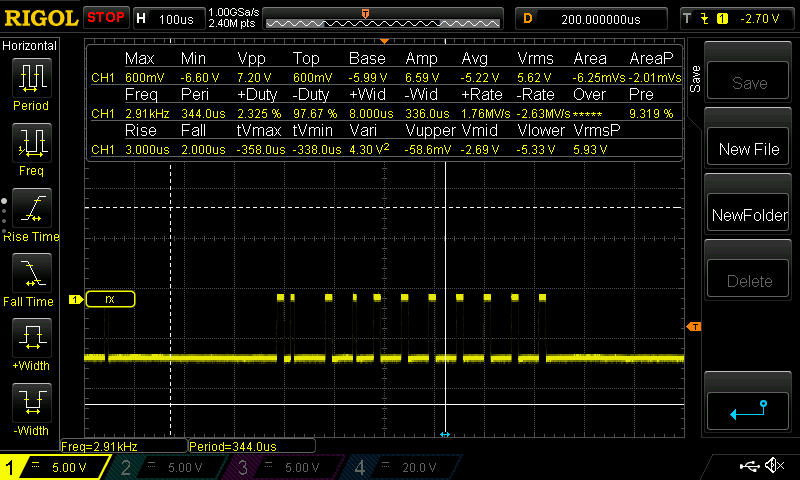 RIGOL STOP H 100us 1.00GSa/s 2.40M pts T D 200.000000us T 1 -2.70 V
Horizontal
Period
Freq
Rise Time
Fall Time
+Width
-Width
Max Min Vpp Top Base Amp Avg Vrms Area AreaP
CH1 600mV -6.60 V 7.20 V 600mV -5.99 V 6.59 V -5.22 V 5.62 V -6.25mVs -2.01mVs
Freq Peri +Duty -Duty +Wid -Wid +Rate -Rate Over Pre
CH1 2.91kHz 344.0us 2.325 % 97.67 % 8.000us 336.0us 1.76MV/s -2.63MV/s ***** 9.319 %
Rise Fall tVmax tVmin Vari Vupper Vmid Vlower VrmsP
CH1 3.000us 2.000us -358.0us -338.0us 4.30 V² -58.6mV -2.69 V -5.33 V 5.93 V
1 rx
T
Freq=2.91kHz Period=344.0us
Save
Save
New File
NewFolder
Delete
1 5.00 V 2 5.00 V 3 5.00 V 4 20.0 V